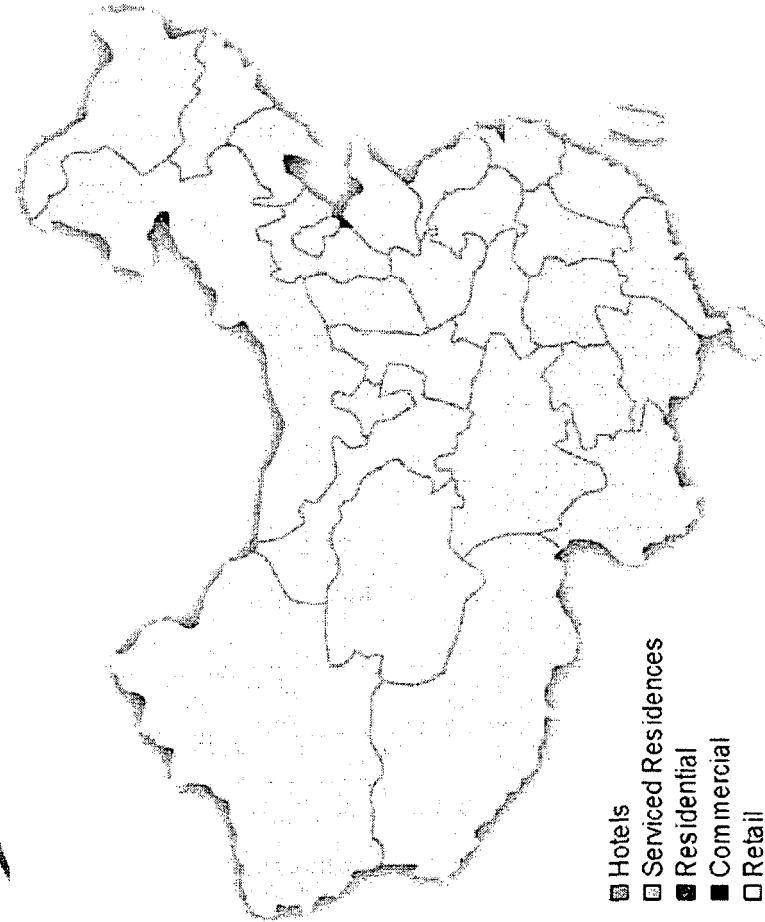 Hotels
Serviced Residences
Residential
Commercial
Retail